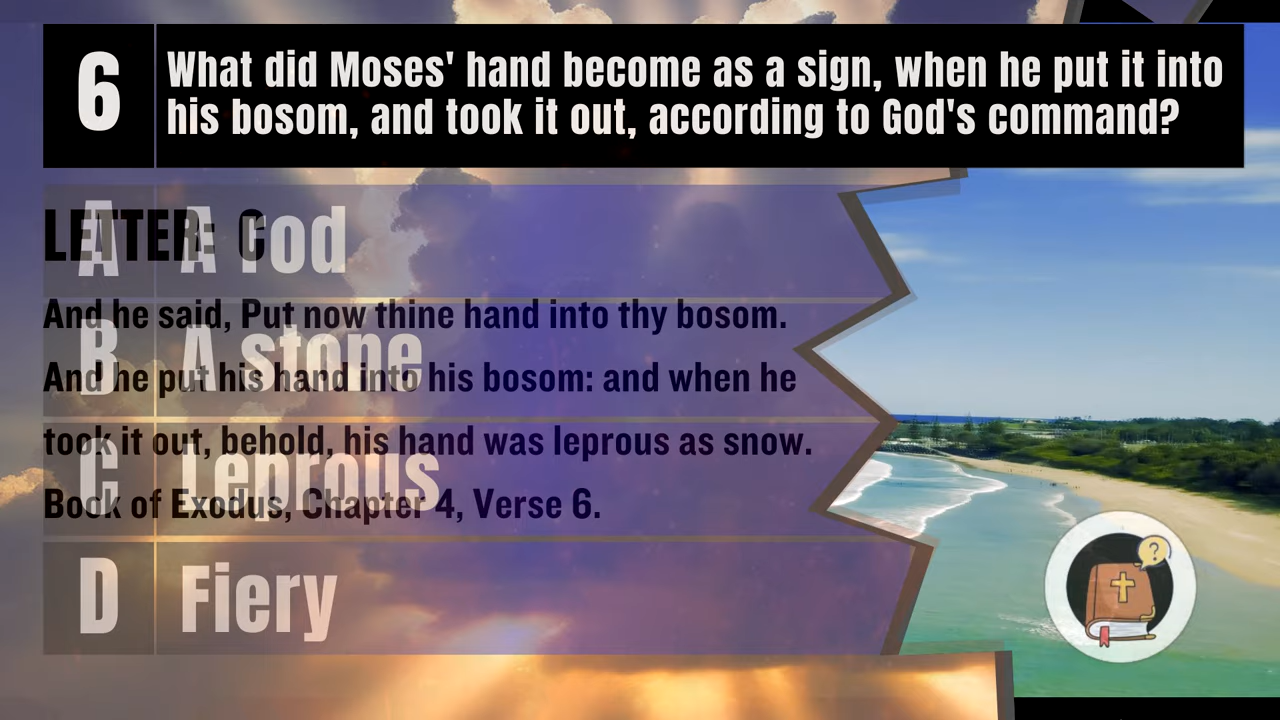 6
What did Moses' hand become as a sign, when he put it into
his bosom, and took it out, according to God's command?
LETTER: C
A A rod
And he said, Put now thine hand into thy bosom.
B A stone
And he put his hand into his bosom: and when he
took it out, behold, his hand was leprous as snow.
C Leprous
Book of Exodus, Chapter 4, Verse 6.
D Fiery
?